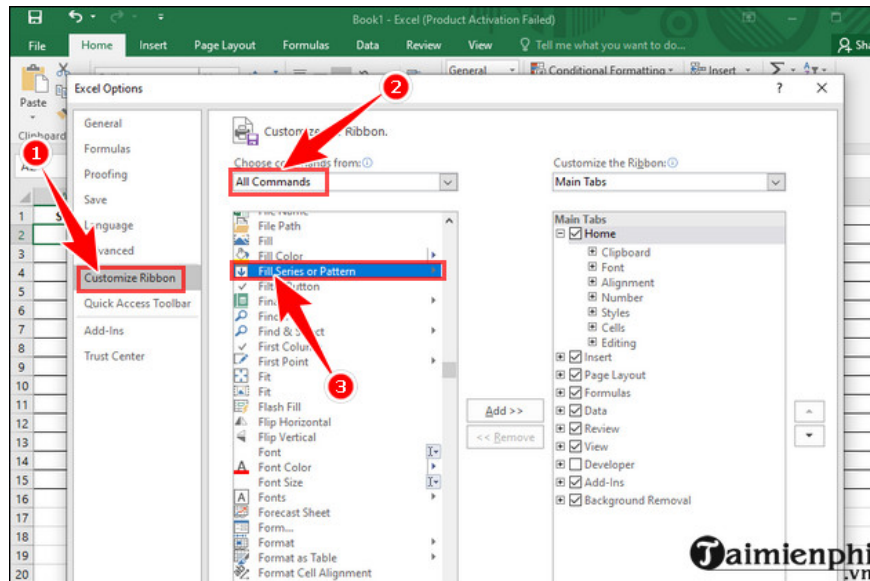 Book1 - Excel (Product Activation Failed)
File Home Insert Page Layout Formulas Data Review View Tell me what you want to do... Sha
General Conditional Formatting Insert
Paste
Clipboard
Excel Options ? ×
General
Formulas
Proofing
Save
Language
Customize Ribbon
Quick Access Toolbar
Add-Ins
Trust Center
Ribbon.
from:
All Commands
File Name
File Path
Fill
Fill Color
Fill Series or Pattern
Find & Select
First Point
Fit
Fit
Flash Fill
Flip Horizontal
Flip Vertical
Font
Font Color
Font Size
Fonts
Forecast Sheet
Form...
Format
Format as Table
Format Cell Alignment
Add >>
<< Remove
Customize the Ribbon:
Main Tabs
Main Tabs
Home
Clipboard
Font
Alignment
Number
Styles
Cells
Editing
Insert
Page Layout
Formulas
Data
Review
View
Developer
Add-Ins
Background Removal
1
2
3
4
5
6
7
8
9
10
11
12
13
14
15
16
17
18
19
20
1
2
3
Taimienphi
.vn